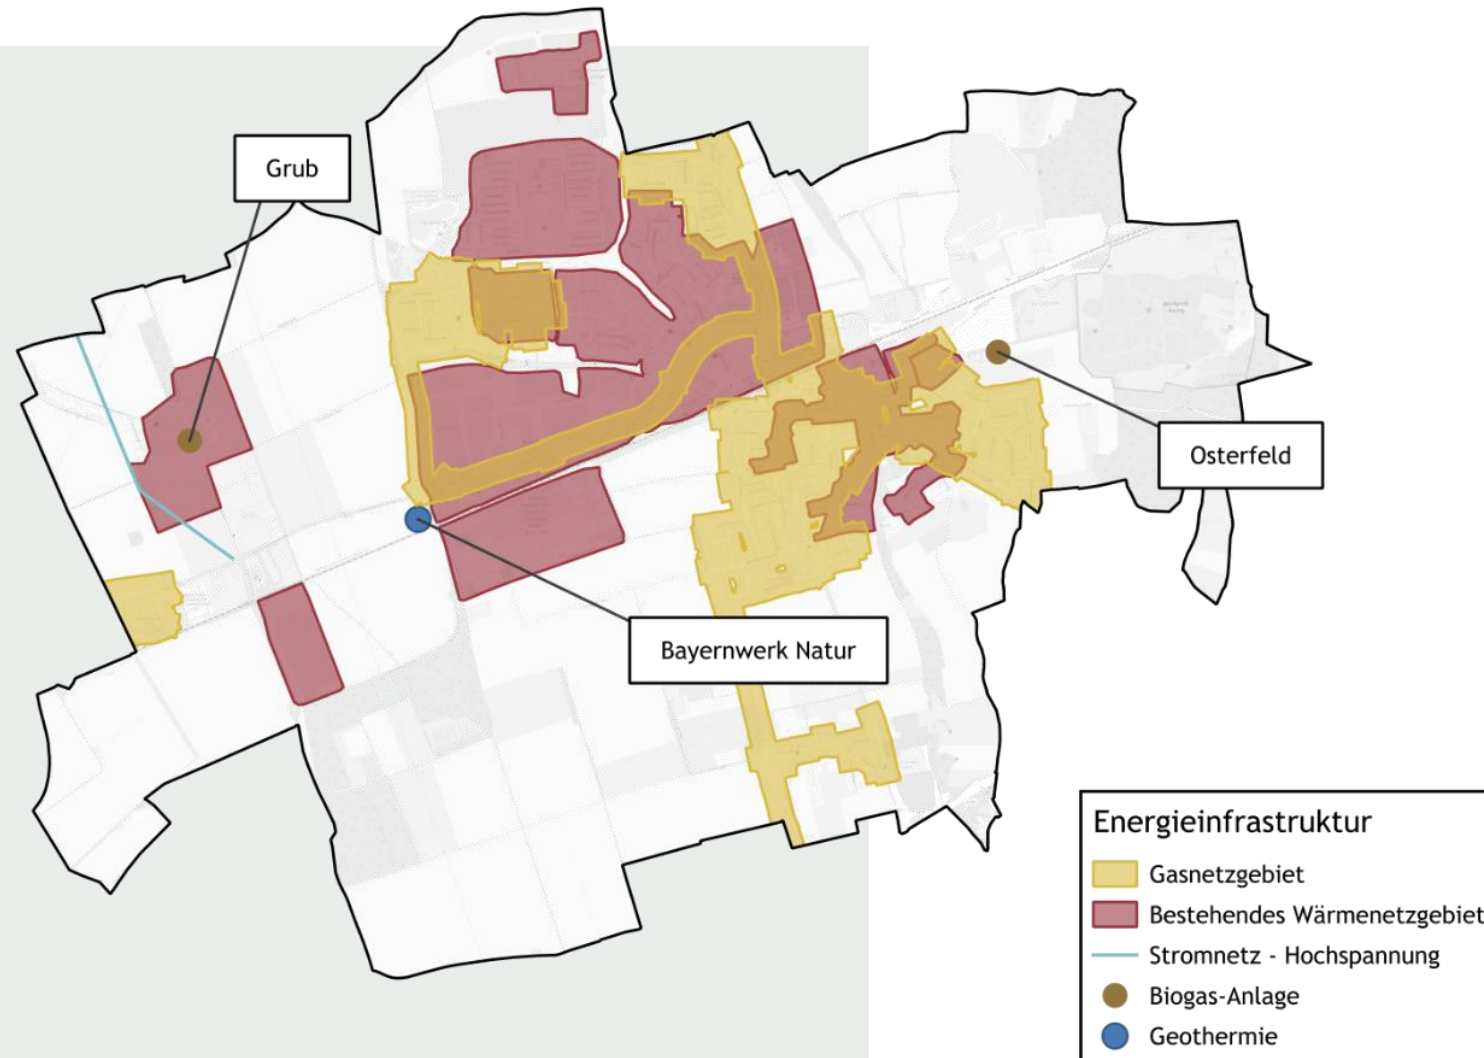 Grub
Osterfeld
Bayernwerk Natur
Energieinfrastruktur
Gasnetzgebiet
Bestehendes Wärmenetzgebiet
Stromnetz - Hochspannung
Biogas-Anlage
Geothermie